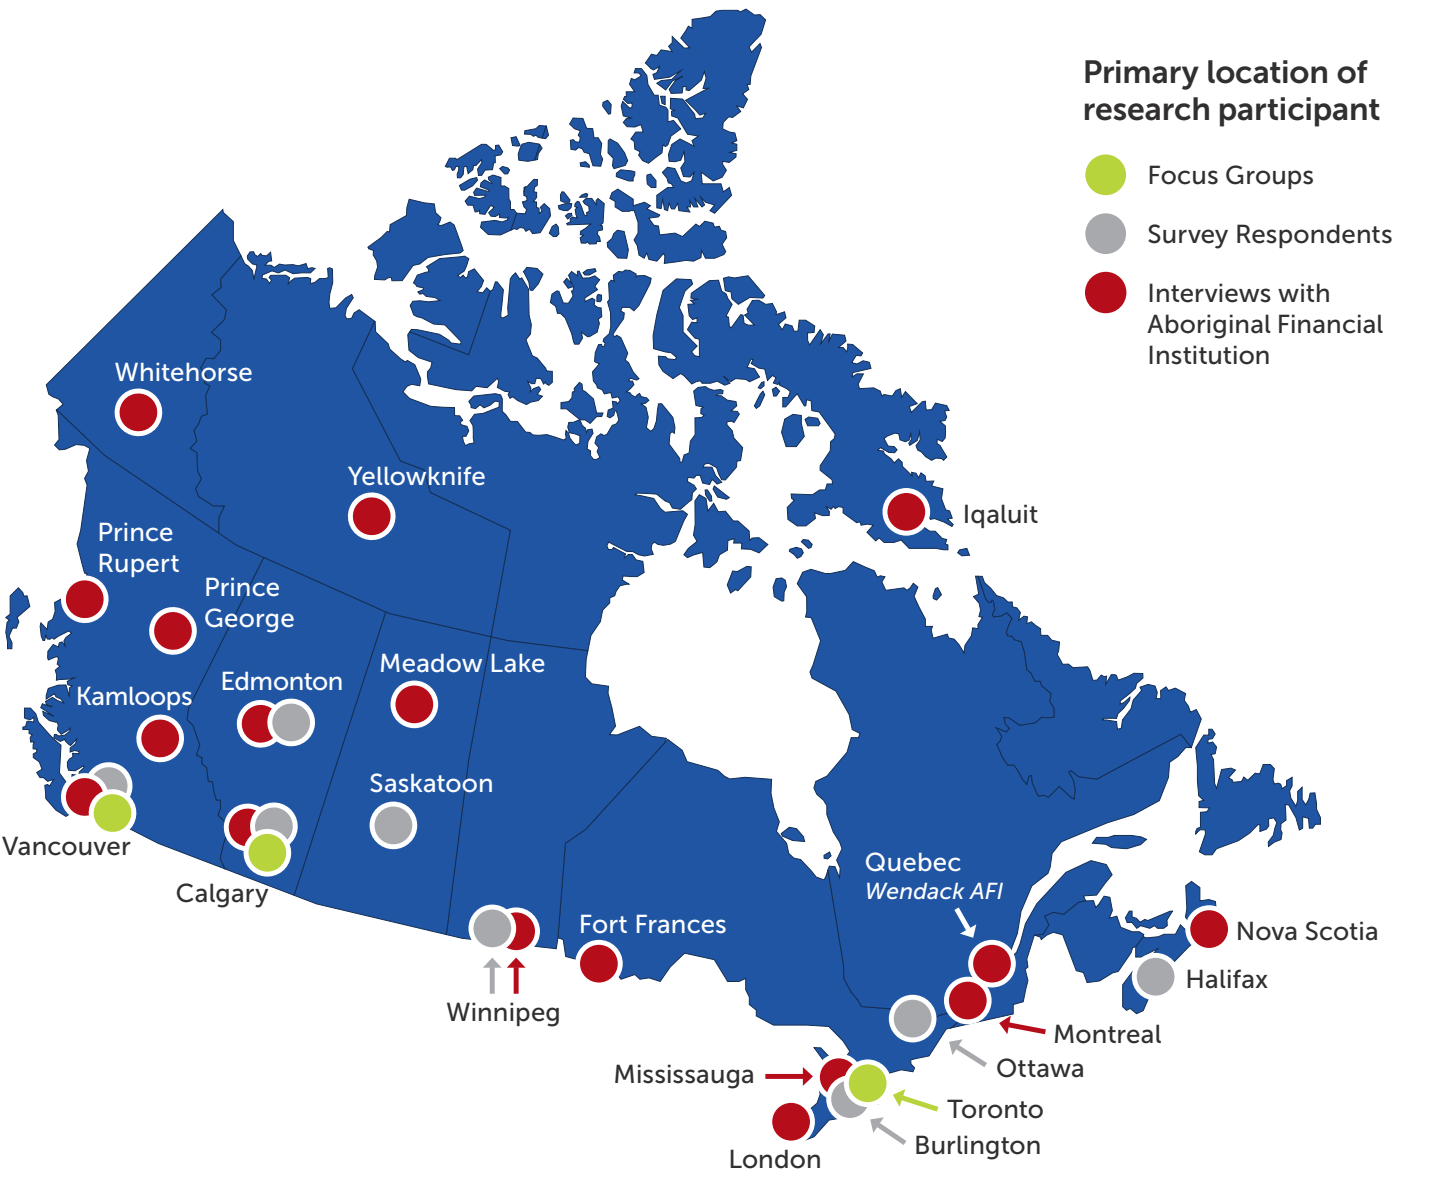 Primary location of
research participant
Focus Groups
Survey Respondents
Interviews with
Aboriginal Financial
Institution
Whitehorse
Yellowknife
Iqaluit
Prince
Rupert
Prince
George
Meadow Lake
Edmonton
Kamloops
Saskatoon
Vancouver
Calgary
Quebec
Wendack AFI
Fort Frances
Nova Scotia
Halifax
Winnipeg
Montreal
Ottawa
Mississauga
Toronto
Burlington
London